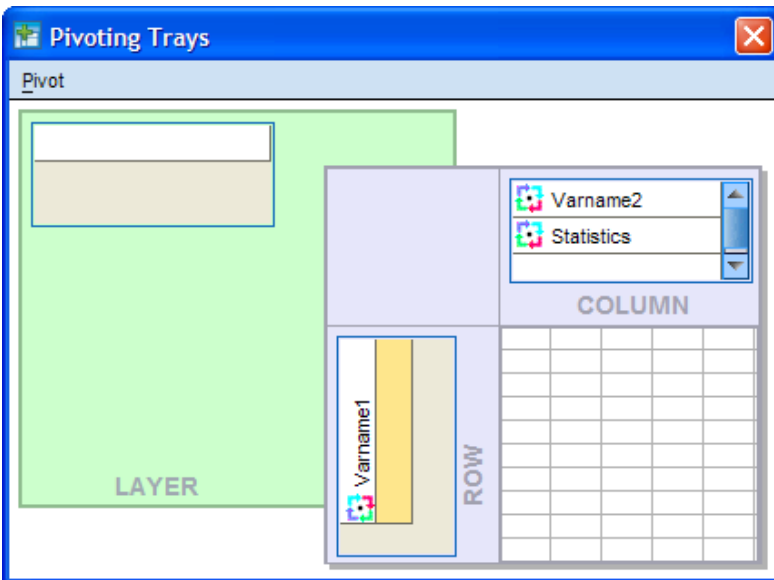 Pivoting Trays
Pivot
Varname2
Statistics
COLUMN
Varname1
ROW
LAYER